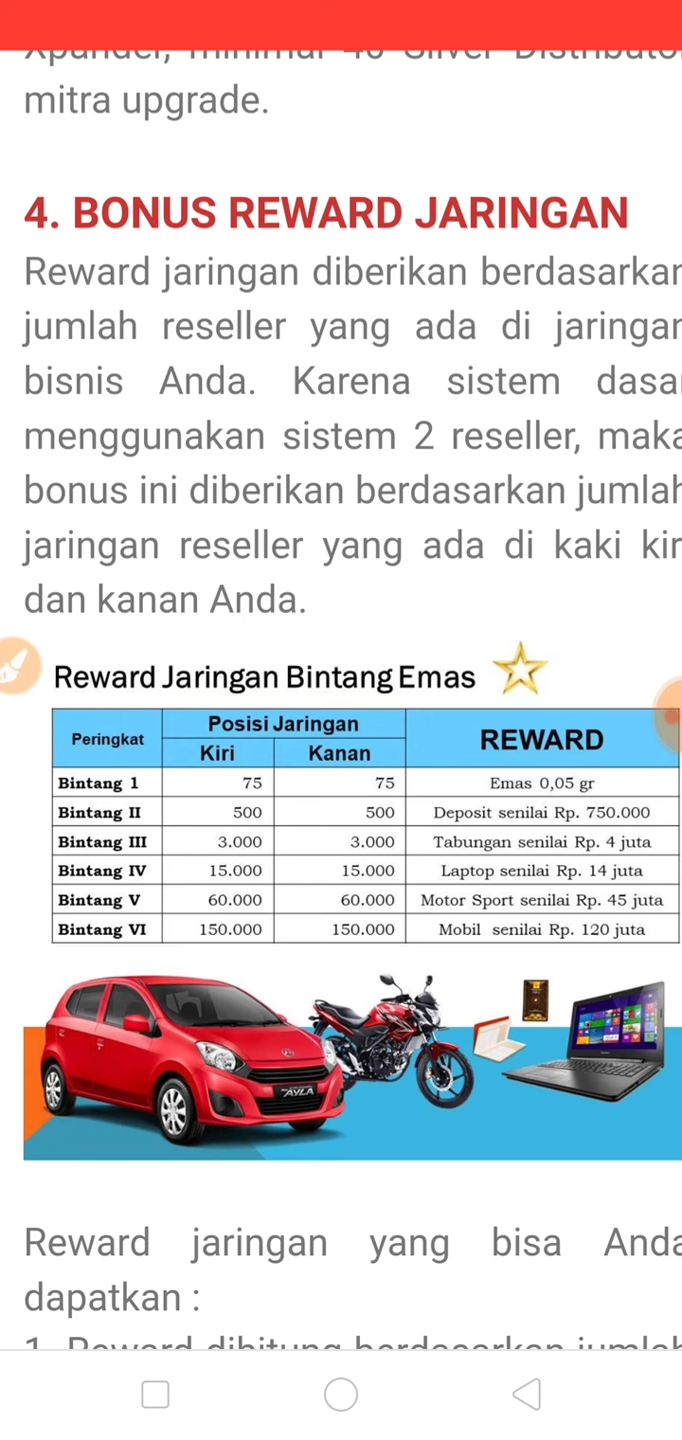 mitra upgrade.
4. BONUS REWARD JARINGAN
Reward jaringan diberikan berdasarkan
jumlah reseller yang ada di jaringan
bisnis Anda. Karena sistem dasar
menggunakan sistem 2 reseller, maka
bonus ini diberikan berdasarkan jumlah
jaringan reseller yang ada di kaki kiri
dan kanan Anda.
Reward Jaringan Bintang Emas
Peringkat Posisi Jaringan REWARD
Kiri Kanan
Bintang 1 75 75 Emas 0,05 gr
Bintang II 500 500 Deposit senilai Rp. 750.000
Bintang III 3.000 3.000 Tabungan senilai Rp. 4 juta
Bintang IV 15.000 15.000 Laptop senilai Rp. 14 juta
Bintang V 60.000 60.000 Motor Sport senilai Rp. 45 juta
Bintang VI 150.000 150.000 Mobil senilai Rp. 120 juta
AYLA
Reward jaringan yang bisa Anda
dapatkan :
1. Reward dihitung berdasarkan jumlah